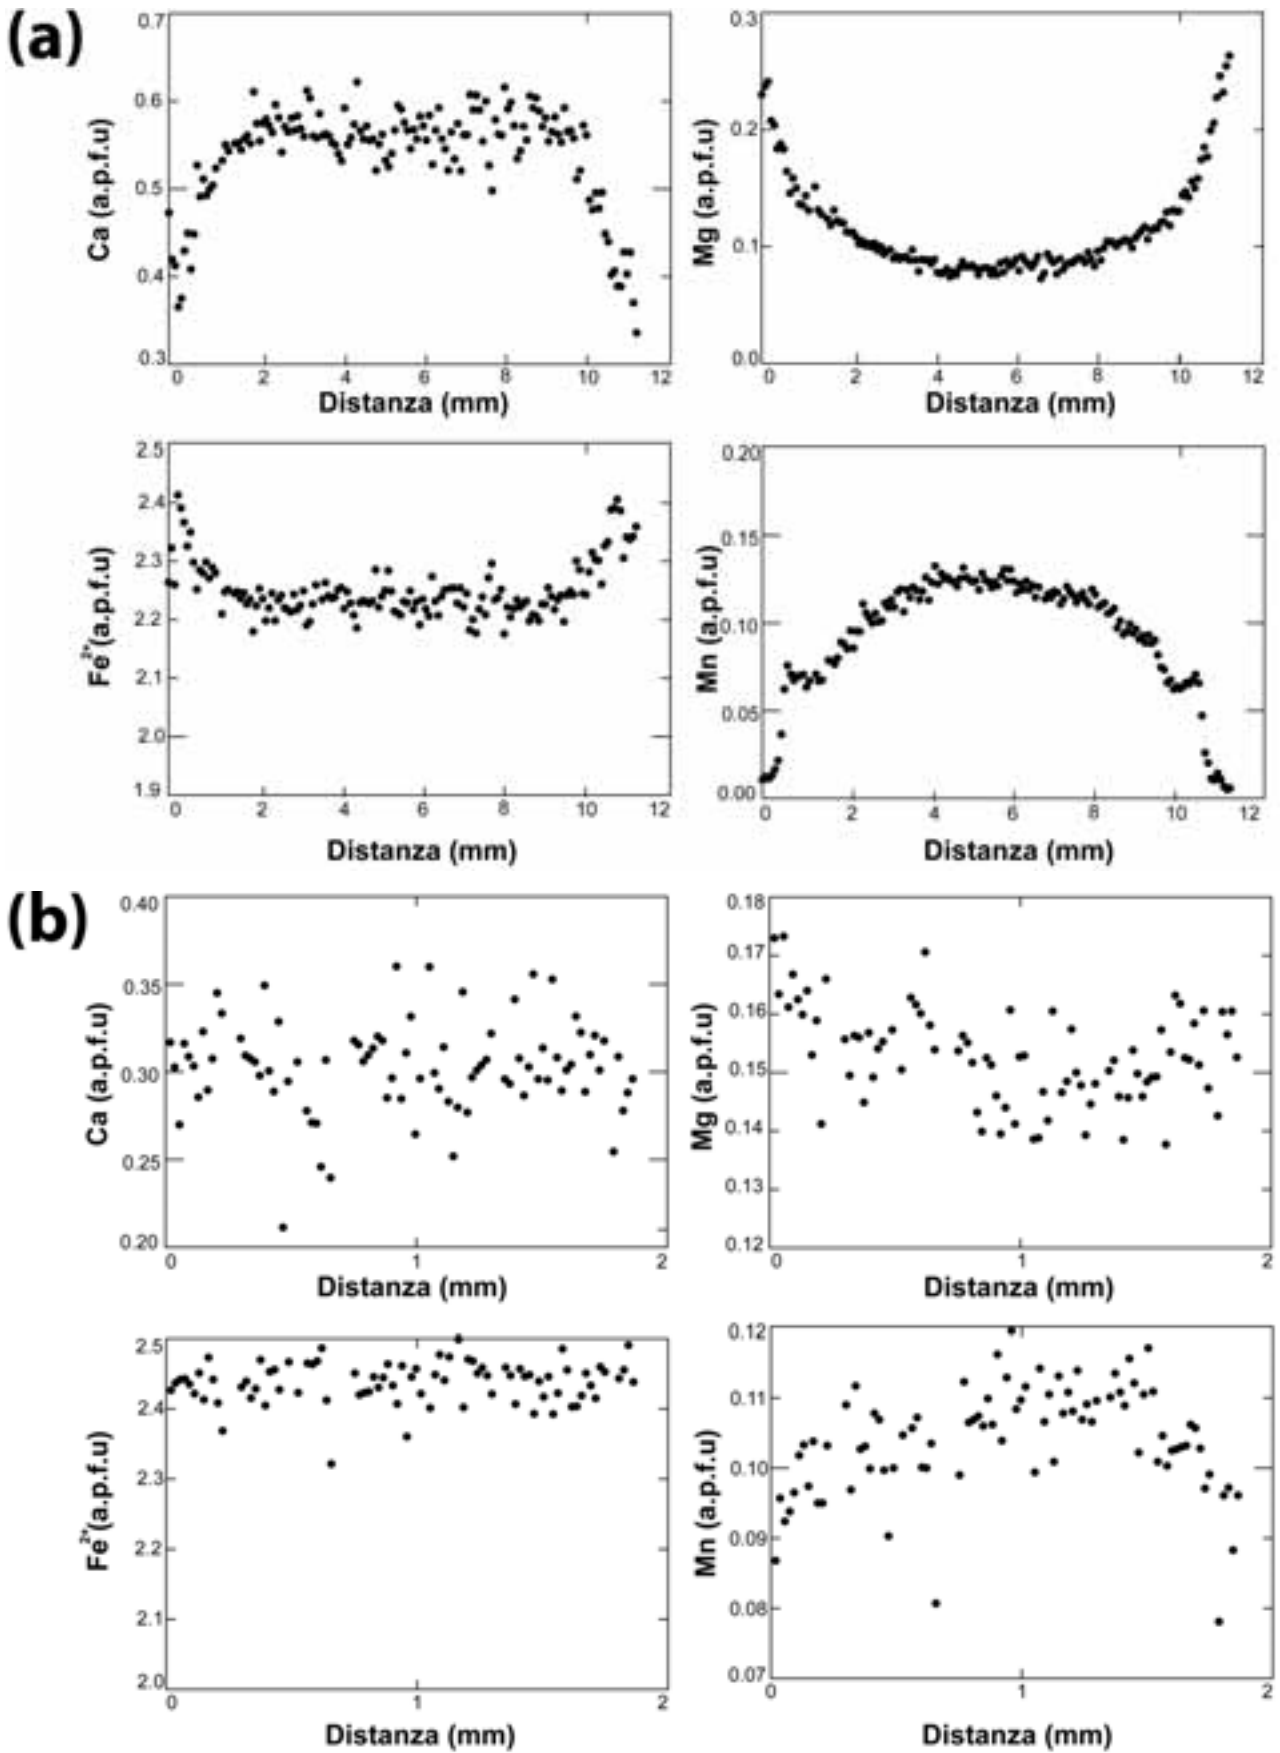 (a)
Ca (a.p.f.u)
0.7
0.6
0.5
0.4
0.3
0 2 4 6 8 10 12
Distanza (mm)
Mg (a.p.f.u)
0.3
0.2
0.1
0.0
0 2 4 6 8 10 12
Distanza (mm)
Fe²⁺(a.p.f.u)
2.5
2.4
2.3
2.2
2.1
2.0
1.9
0 2 4 6 8 10 12
Distanza (mm)
Mn (a.p.f.u)
0.20
0.15
0.10
0.05
0.00
0 2 4 6 8 10 12
Distanza (mm)
(b)
Ca (a.p.f.u)
0.40
0.35
0.30
0.25
0.20
0 1 2
Distanza (mm)
Mg (a.p.f.u)
0.18
0.17
0.16
0.15
0.14
0.13
0.12
0 1 2
Distanza (mm)
Fe²⁺(a.p.f.u)
2.5
2.4
2.3
2.2
2.1
2.0
0 1 2
Distanza (mm)
Mn (a.p.f.u)
0.12
0.11
0.10
0.09
0.08
0.07
0 1 2
Distanza (mm)